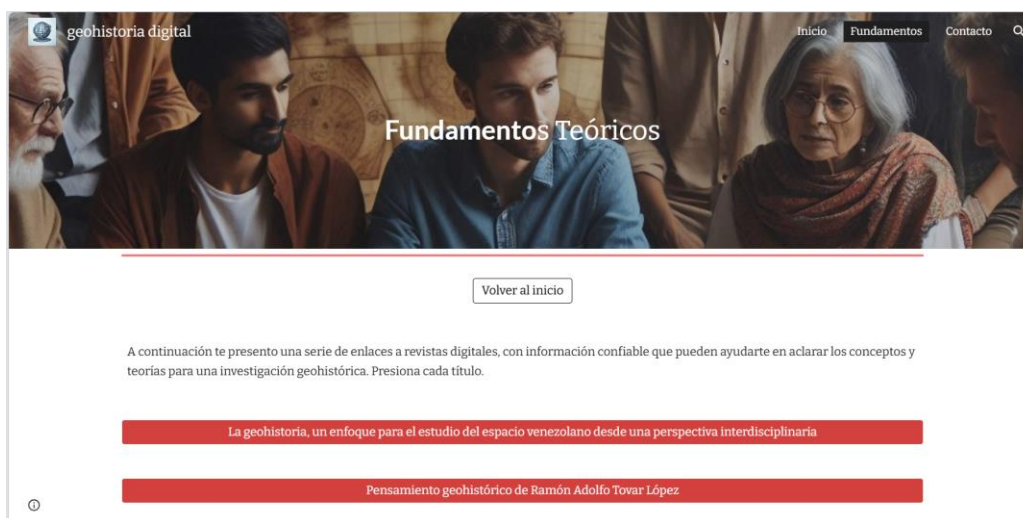 geohistoria digital
Inicio Fundamentos Contacto
Fundamentos Teóricos
Volver al inicio
A continuación te presento una serie de enlaces a revistas digitales, con información confiable que pueden ayudarte en aclarar los conceptos y
teorías para una investigación geohistórica. Presiona cada título.
La geohistoria, un enfoque para el estudio del espacio venezolano desde una perspectiva interdisciplinaria
Pensamiento geohistórico de Ramón Adolfo Tovar López